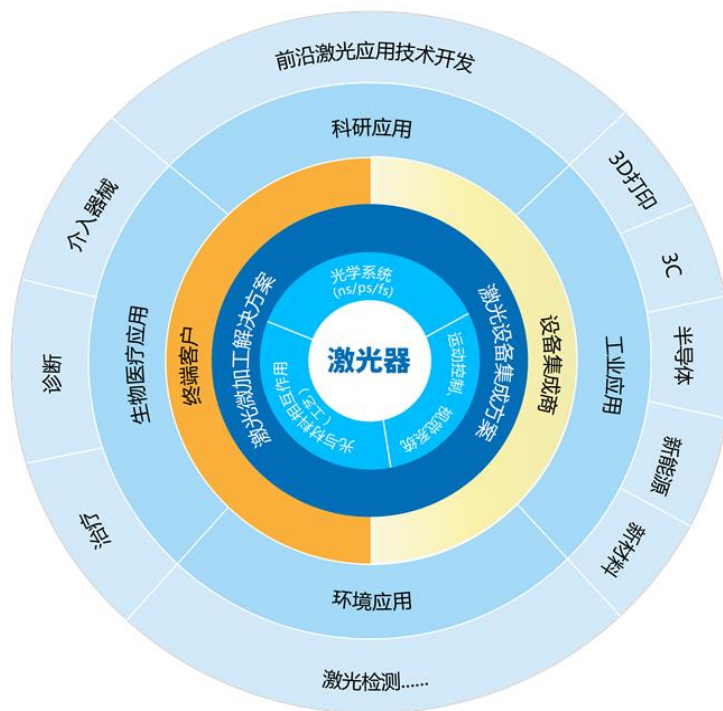 前沿激光应用技术开发
科研应用
3D打印
3C
半导体
新能源
新材料
工业应用
介入器械
诊断
治疗
生物医疗应用
终端客户
设备集成商
激光微加工解决方案
激光设备集成方案
光学系统
(ns/ps/fs)
运动控制、视觉系统
光与材料相互作用
（工艺）
激光器
环境应用
激光检测......